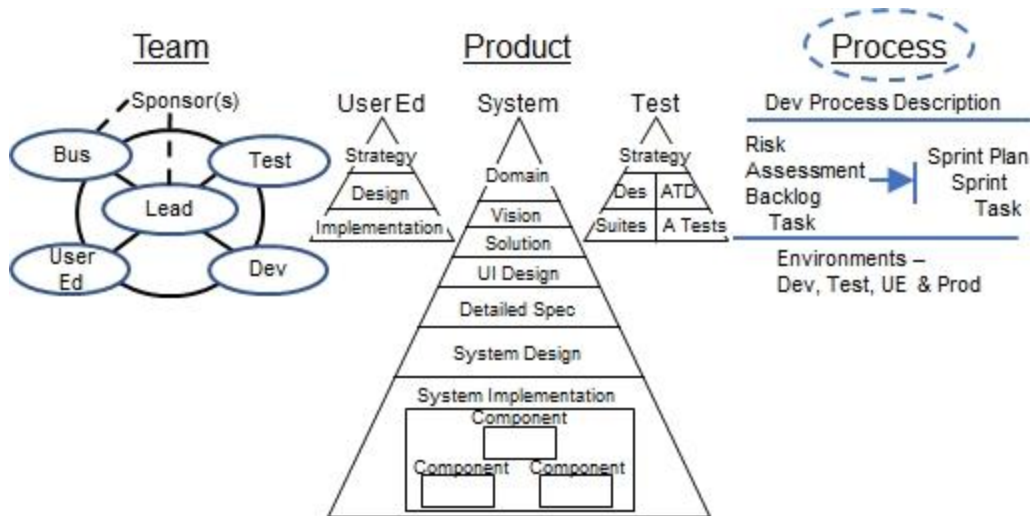 Team
Sponsor(s)
Bus
Test
Lead
User
Ed
Dev
Product
User Ed
System
Test
Strategy
Design
Implementation
Domain
Vision
Solution
UI Design
Detailed Spec
System Design
System Implementation
Component
Component
Component
Strategy
Des
ATD
Suites
A Tests
Process
Dev Process Description
Risk
Assessment
Backlog
Task
Sprint Plan
Sprint
Task
Environments –
Dev, Test, UE & Prod